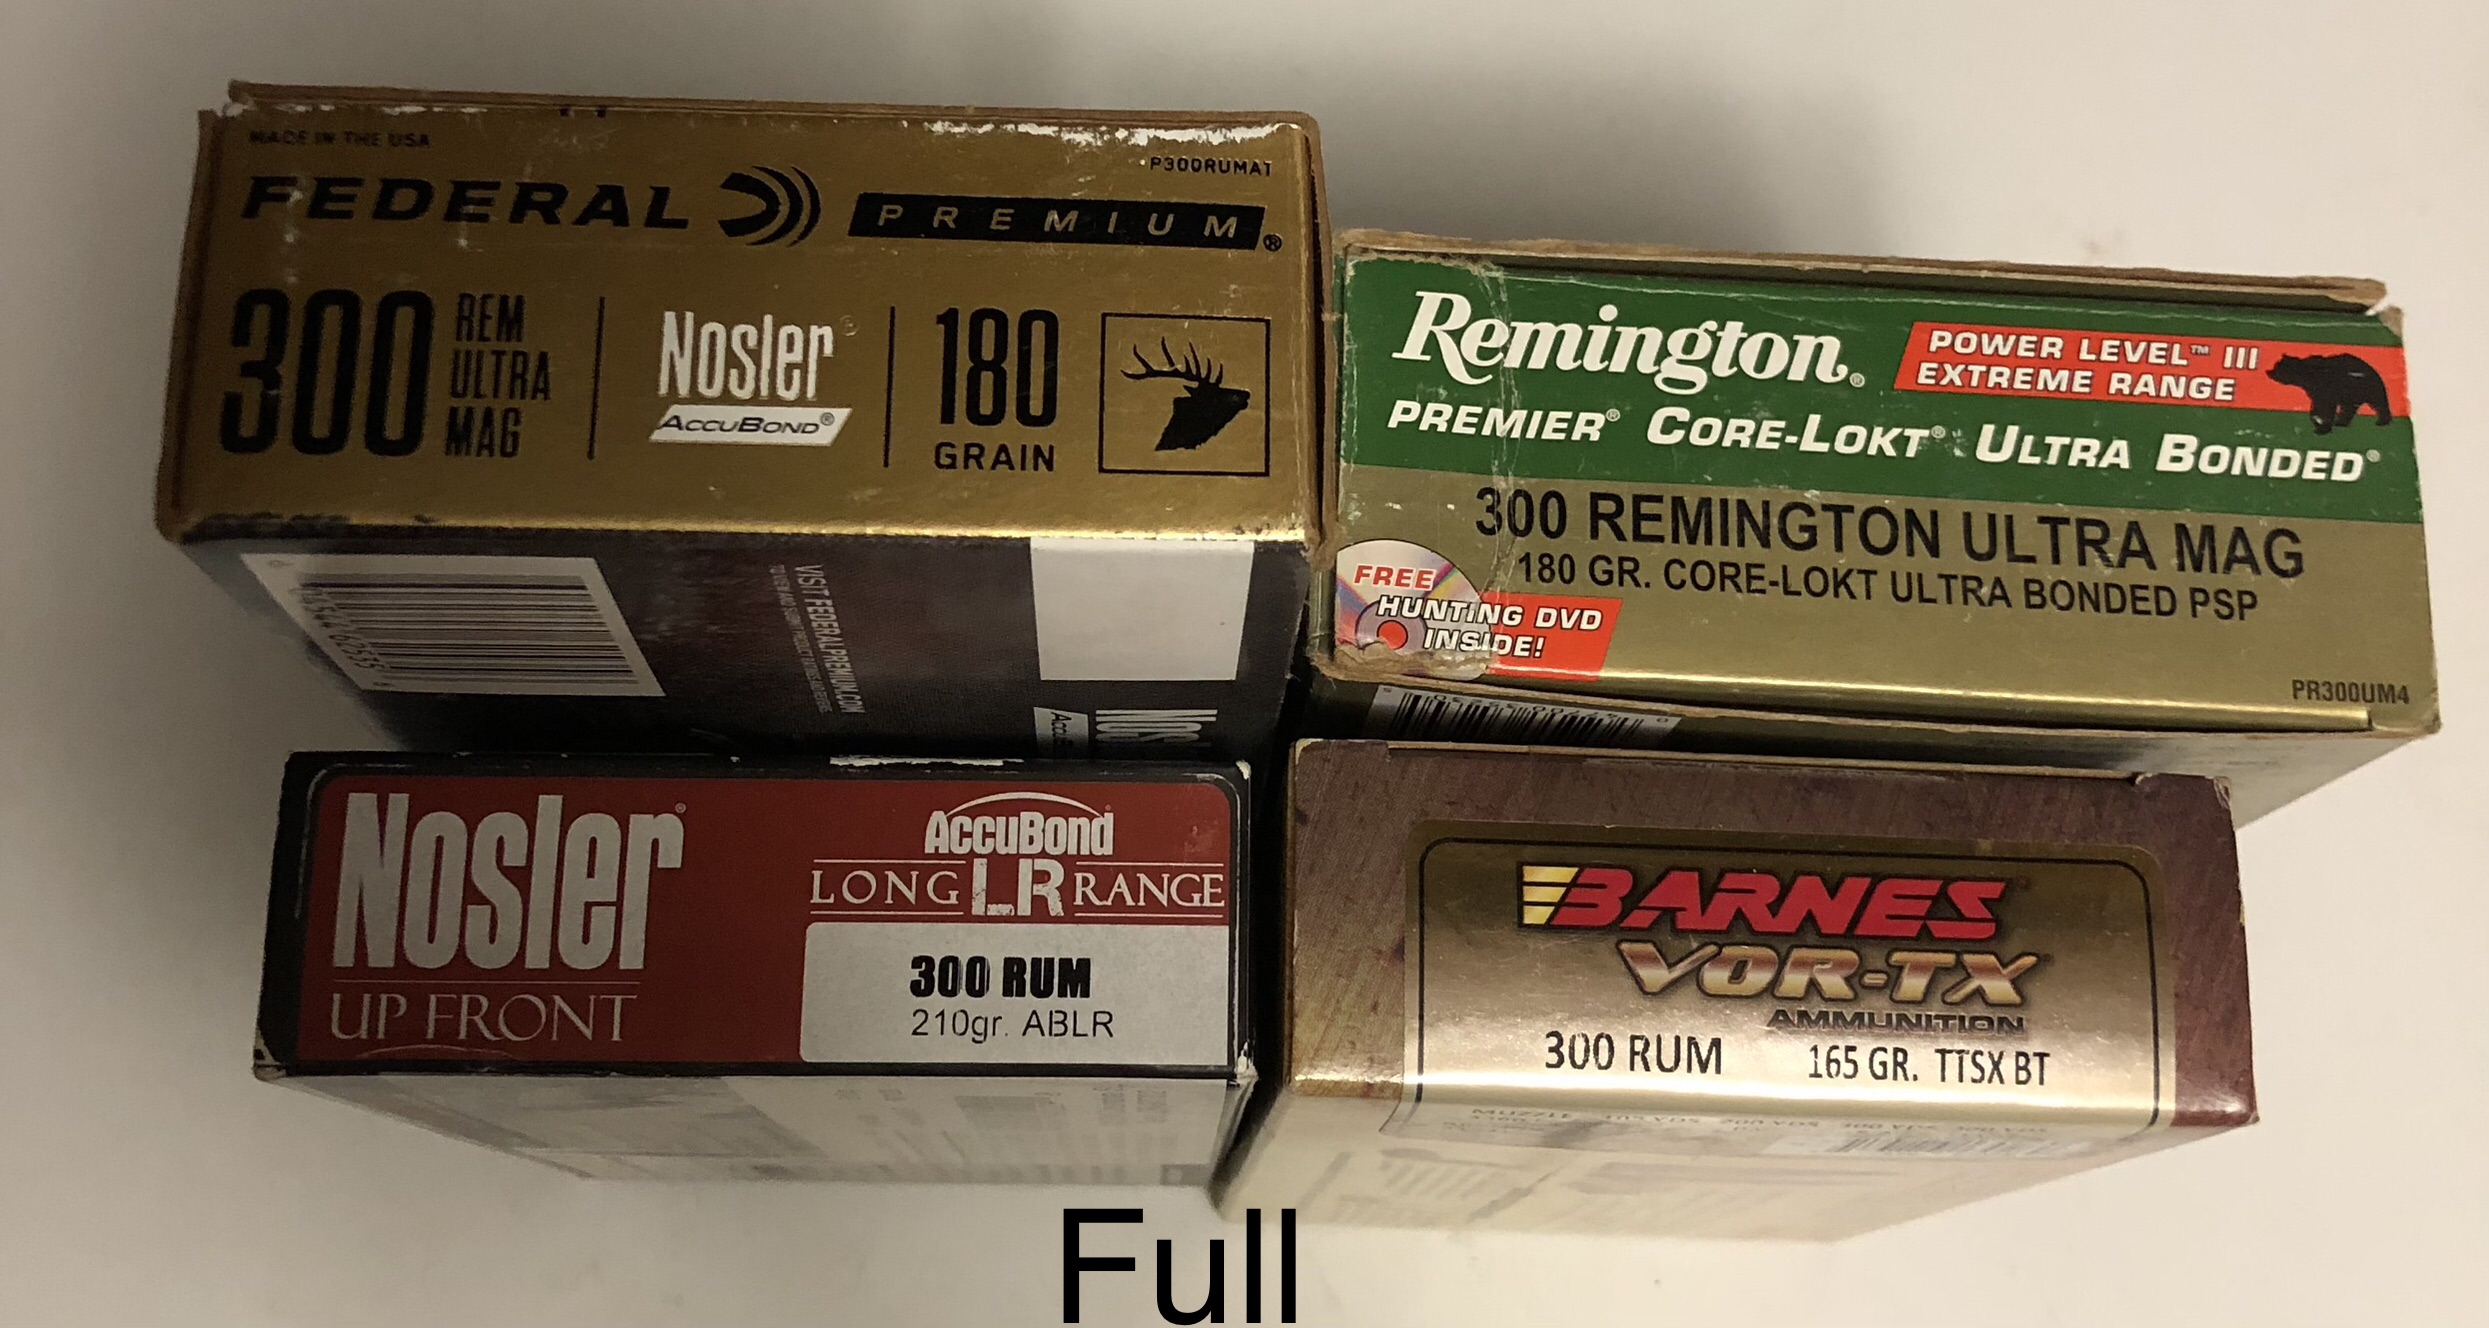 MADE IN THE USA
P300RUMAT
FEDERAL PREMIUM®
300 REM ULTRA MAG
Nosler®
ACCUBOND®
180 GRAIN
VISIT FEDERALPREMIUM.COM
Remington®
POWER LEVEL™ III
EXTREME RANGE
PREMIER® CORE-LOKT® ULTRA BONDED®
300 REMINGTON ULTRA MAG
180 GR. CORE-LOKT ULTRA BONDED PSP
FREE
HUNTING DVD
INSIDE!
PR300UM4
Nosler®
UP FRONT
AccuBond®
LONG LR RANGE
300 RUM
210gr. ABLR
BARNES
VOR-TX
AMMUNITION
300 RUM 165 GR. TTSX BT
Full